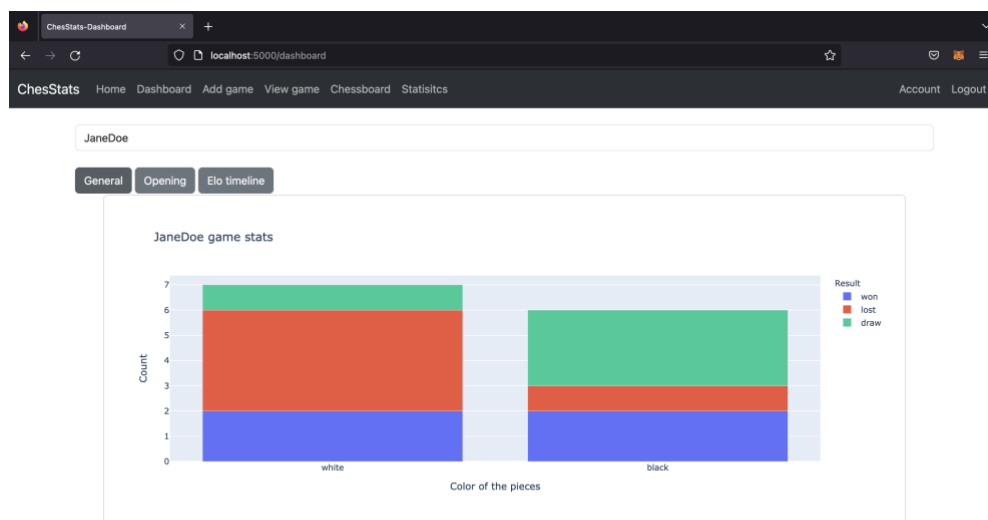 ChesStats-Dashboard
localhost:5000/dashboard
ChesStats Home Dashboard Add game View game Chessboard Statisitcs Account Logout
JaneDoe
General Opening Elo timeline
JaneDoe game stats
Result
won
lost
draw
Count
7
6
5
4
3
2
1
0
white black
Color of the pieces